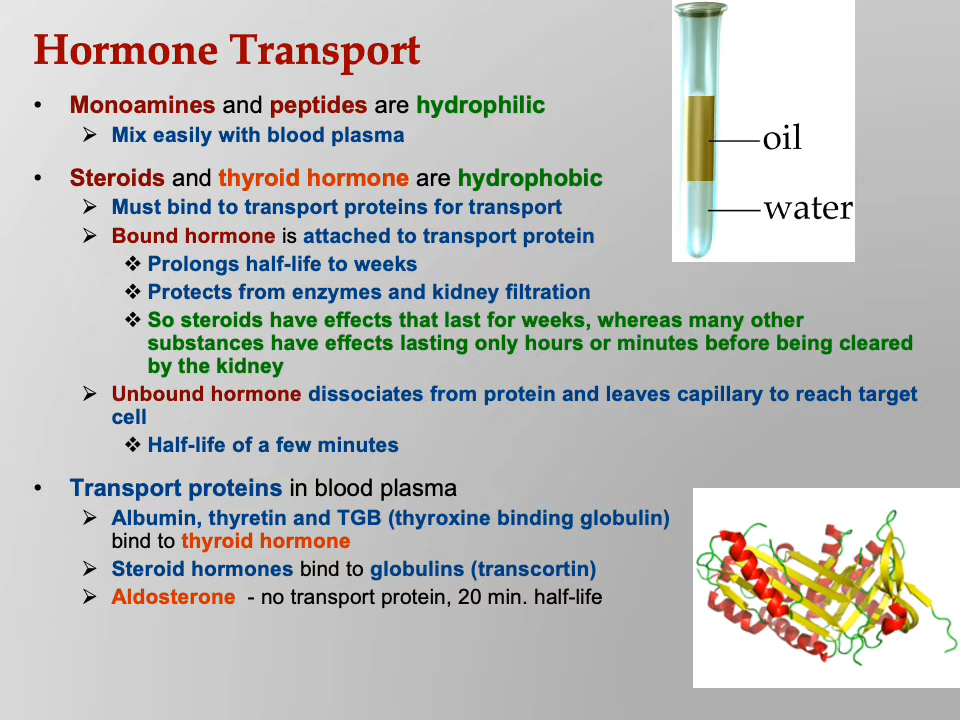 Hormone Transport
oil
water
• Monoamines and peptides are hydrophilic
➢ Mix easily with blood plasma
• Steroids and thyroid hormone are hydrophobic
➢ Must bind to transport proteins for transport
➢ Bound hormone is attached to transport protein
❖ Prolongs half-life to weeks
❖ Protects from enzymes and kidney filtration
❖ So steroids have effects that last for weeks, whereas many other
substances have effects lasting only hours or minutes before being cleared
by the kidney
➢ Unbound hormone dissociates from protein and leaves capillary to reach target
cell
❖ Half-life of a few minutes
• Transport proteins in blood plasma
➢ Albumin, thyretin and TGB (thyroxine binding globulin)
bind to thyroid hormone
➢ Steroid hormones bind to globulins (transcortin)
➢ Aldosterone - no transport protein, 20 min. half-life